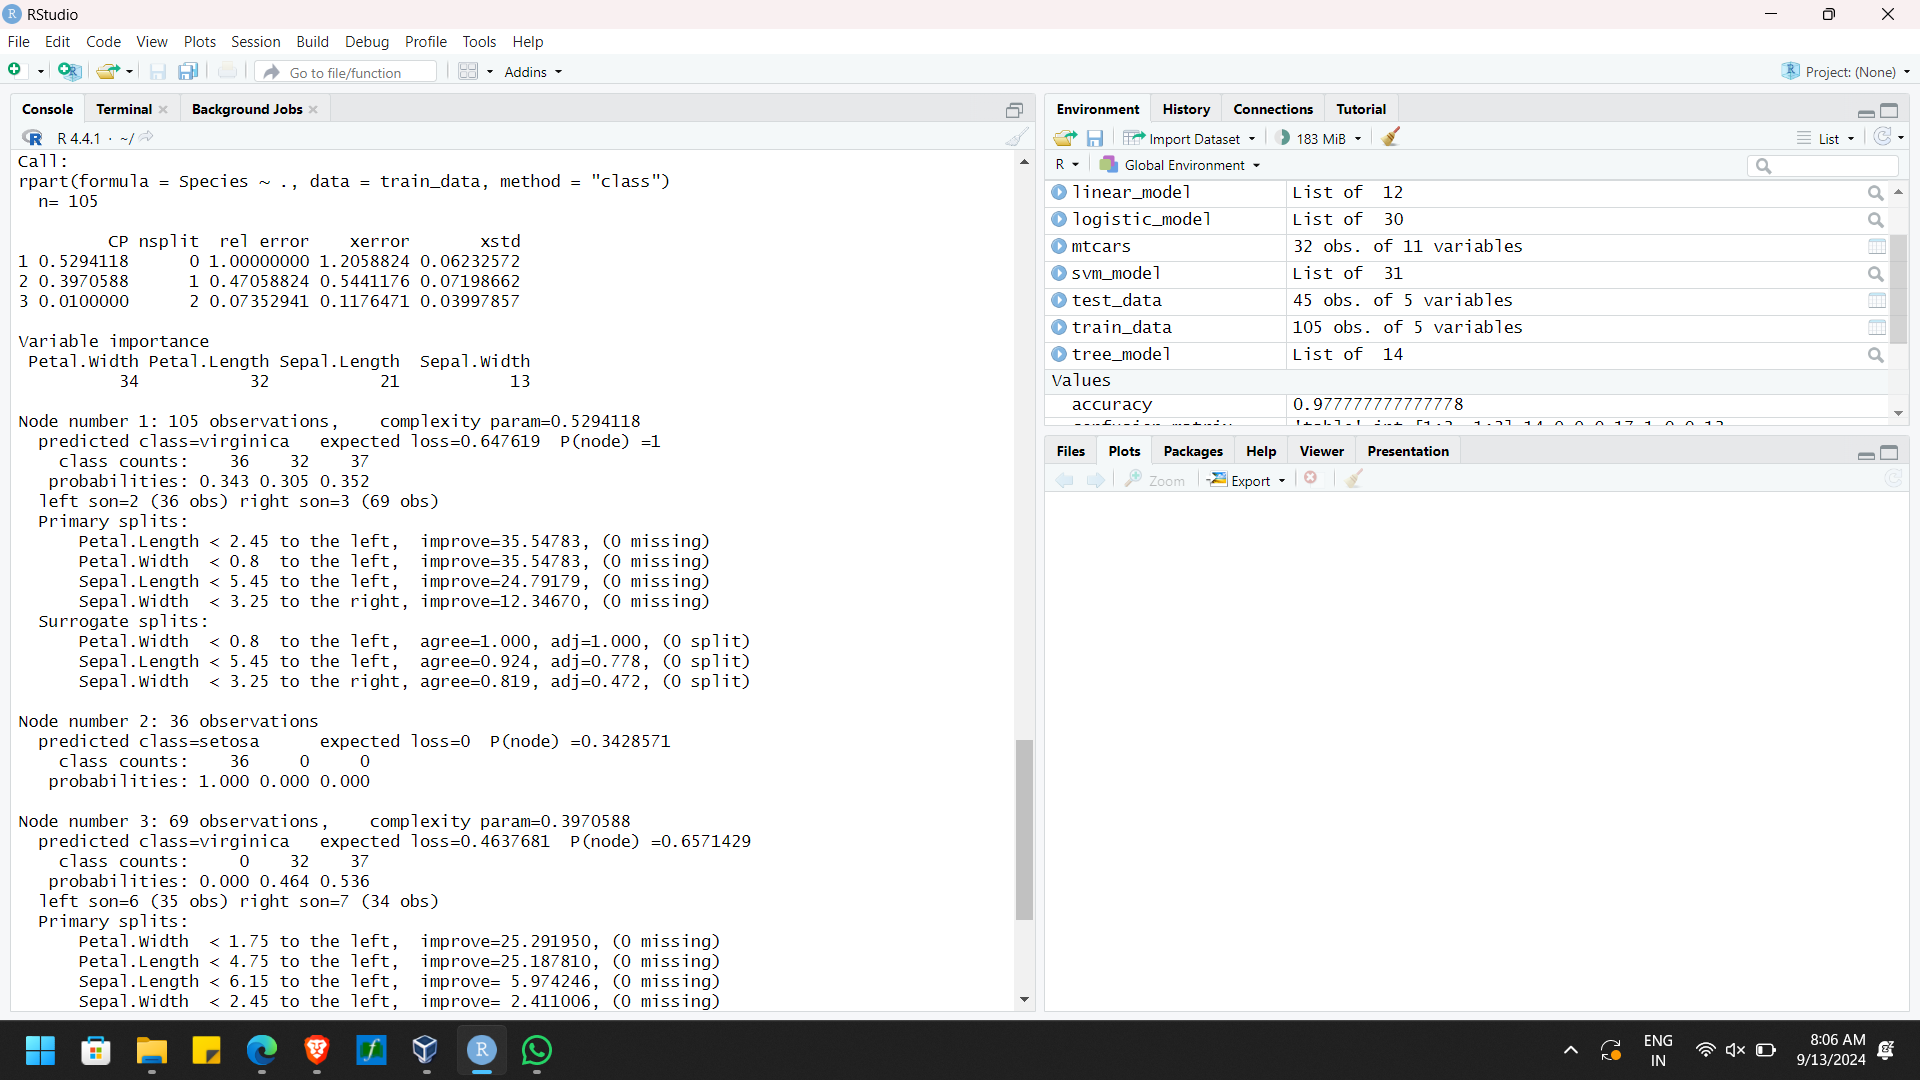 RStudio
File Edit Code View Plots Session Build Debug Profile Tools Help
Go to file/function
Addins
Project: (None)
Console Terminal Background Jobs
R 4.4.1 · ~/
Call:
rpart(formula = Species ~ ., data = train_data, method = "class")
n= 105
CP nsplit rel error xerror xstd
1 0.5294118 0 1.00000000 1.2058824 0.06232572
2 0.3970588 1 0.47058824 0.5441176 0.07198662
3 0.0100000 2 0.07352941 0.1176471 0.03997857
Variable importance
Petal.Width Petal.Length Sepal.Length Sepal.Width
34 32 21 13
Node number 1: 105 observations, complexity param=0.5294118
predicted class=virginica expected loss=0.647619 P(node) =1
class counts: 36 32 37
probabilities: 0.343 0.305 0.352
left son=2 (36 obs) right son=3 (69 obs)
Primary splits:
Petal.Length < 2.45 to the left, improve=35.54783, (0 missing)
Petal.Width < 0.8 to the left, improve=35.54783, (0 missing)
Sepal.Length < 5.45 to the left, improve=24.79179, (0 missing)
Sepal.Width < 3.25 to the right, improve=12.34670, (0 missing)
Surrogate splits:
Petal.Width < 0.8 to the left, agree=1.000, adj=1.000, (0 split)
Sepal.Length < 5.45 to the left, agree=0.924, adj=0.778, (0 split)
Sepal.Width < 3.25 to the right, agree=0.819, adj=0.472, (0 split)
Node number 2: 36 observations
predicted class=setosa expected loss=0 P(node) =0.3428571
class counts: 36 0 0
probabilities: 1.000 0.000 0.000
Node number 3: 69 observations, complexity param=0.3970588
predicted class=virginica expected loss=0.4637681 P(node) =0.6571429
class counts: 0 32 37
probabilities: 0.000 0.464 0.536
left son=6 (35 obs) right son=7 (34 obs)
Primary splits:
Petal.Width < 1.75 to the left, improve=25.291950, (0 missing)
Petal.Length < 4.75 to the left, improve=25.187810, (0 missing)
Sepal.Length < 6.15 to the left, improve= 5.974246, (0 missing)
Sepal.Width < 2.45 to the left, improve= 2.411006, (0 missing)
Environment History Connections Tutorial
Import Dataset 183 MiB List
R Global Environment
linear_model List of 12
logistic_model List of 30
mtcars 32 obs. of 11 variables
svm_model List of 31
test_data 45 obs. of 5 variables
train_data 105 obs. of 5 variables
tree_model List of 14
Values
accuracy 0.977777777777778
Files Plots Packages Help Viewer Presentation
Zoom Export
ENG
IN
8:06 AM
9/13/2024